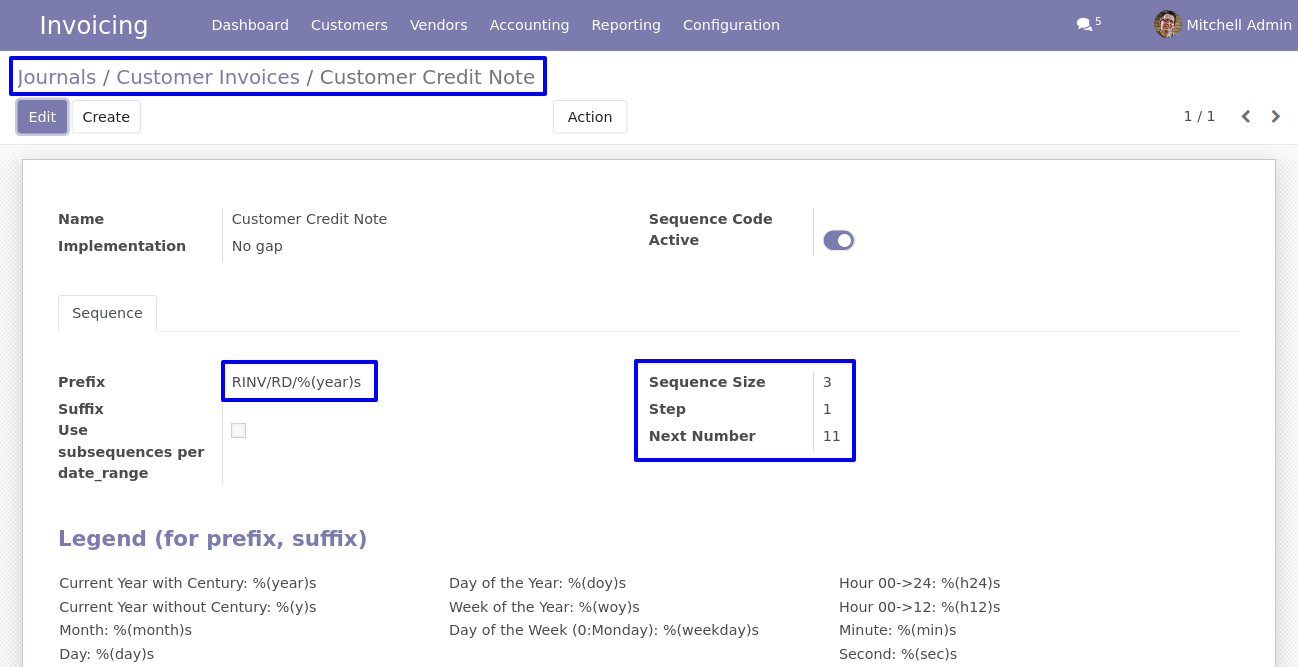 Invoicing Dashboard Customers Vendors Accounting Reporting Configuration 5 Mitchell Admin
Journals / Customer Invoices / Customer Credit Note
Edit Create Action 1 / 1
Name Customer Credit Note Sequence Code
Implementation No gap Active
Sequence
Prefix RINV/RD/%(year)s Sequence Size 3
Suffix Step 1
Use
subsequences per
date_range
Next Number 11
Legend (for prefix, suffix)
Current Year with Century: %(year)s Day of the Year: %(doy)s Hour 00->24: %(h24)s
Current Year without Century: %(y)s Week of the Year: %(woy)s Hour 00->12: %(h12)s
Month: %(month)s Day of the Week (0:Monday): %(weekday)s Minute: %(min)s
Day: %(day)s Second: %(sec)s